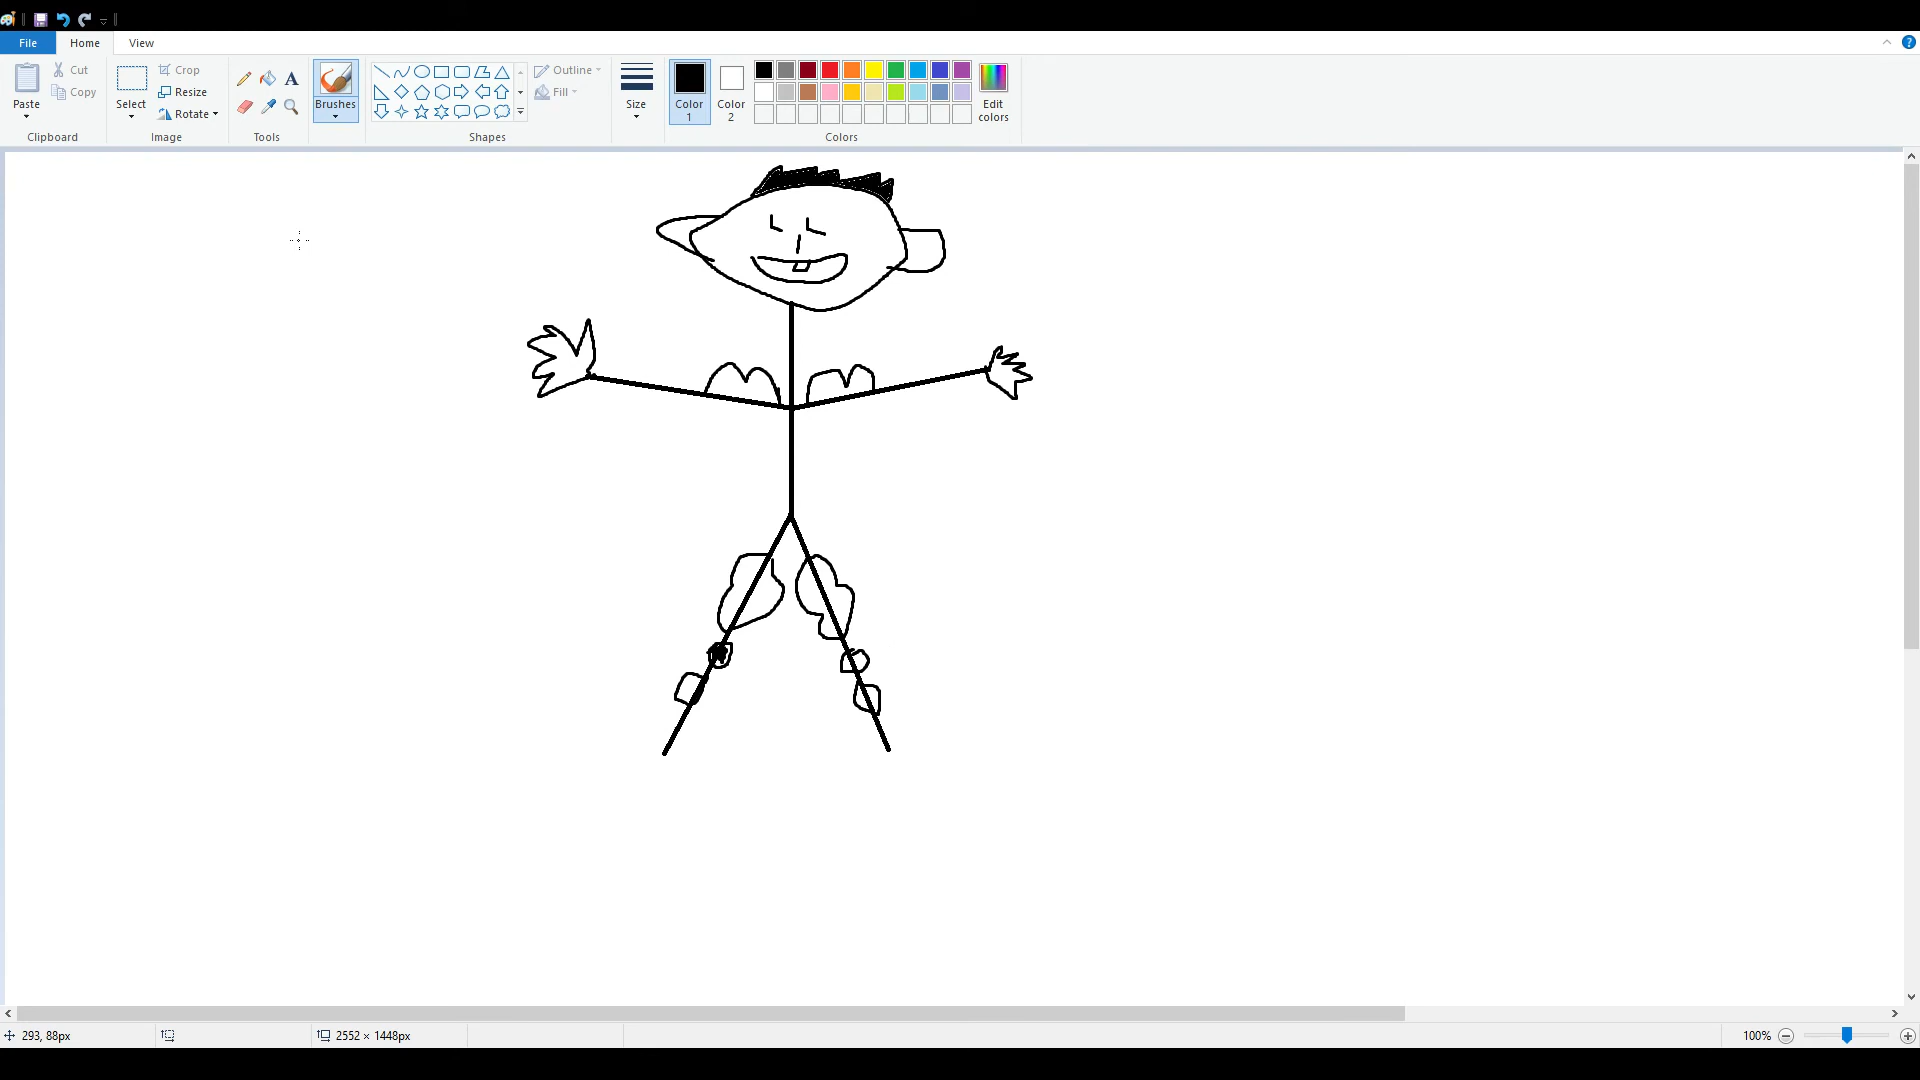 File Home View
Paste Cut Copy Clipboard
Select Crop Resize Rotate Image
A
Tools
Brushes
Shapes
Outline Fill
Size
Color 1
Color 2
Edit colors
Colors
?
293, 88px
2552 × 1448px
100%